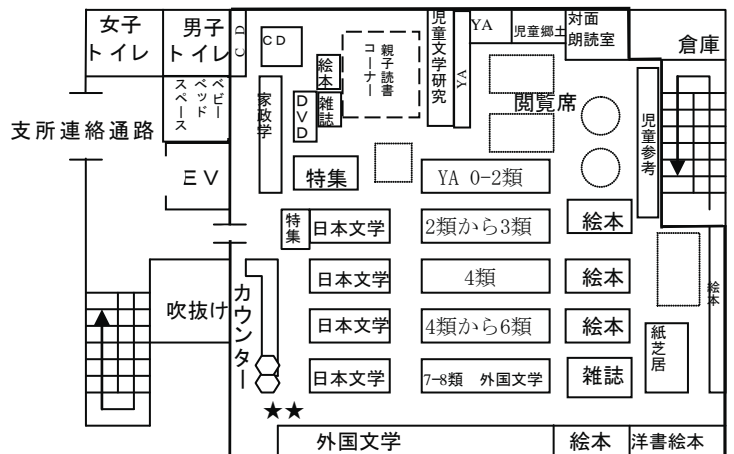 女子
トイレ
男子
トイレ
CD
CD
絵本
親子読書
コーナー
児童文学研究
YA
YA
児童郷土
対面
朗読室
倉庫
ベビー
ベッド
スペース
家政学
DVD
雑誌
閲覧席
児童参考
支所連絡通路
EV
特集
YA 0-2類
特集
日本文学
2類から3類
絵本
日本文学
4類
絵本
絵本
吹抜け
カウンター
日本文学
4類から6類
絵本
紙芝居
日本文学
7-8類 外国文学
雑誌
★★
外国文学
絵本
洋書絵本